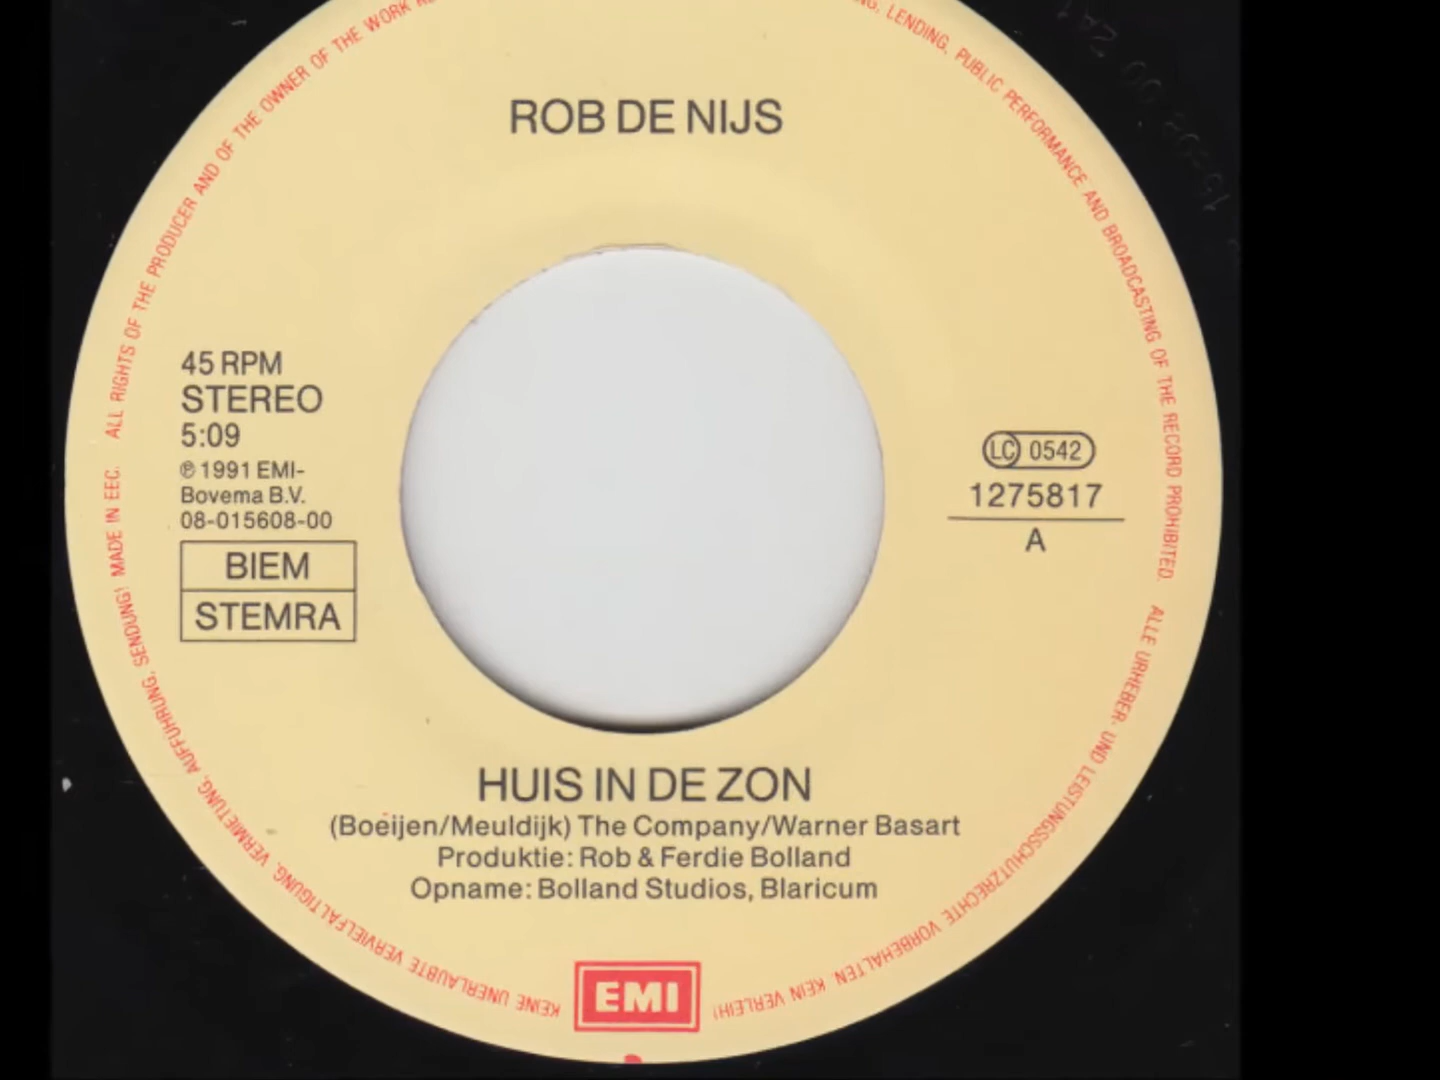 ROB DE NIJS
45 RPM
STEREO
5:09
℗ 1991 EMI-
Bovema B.V.
08-015608-00
BIEM
STEMRA
LC 0542
1275817
A
HUIS IN DE ZON
(Boeijen/Meuldijk) The Company/Warner Basart
Produktie: Rob & Ferdie Bolland
Opname: Bolland Studios, Blaricum
EMI
MADE IN EEC. ALL RIGHTS OF THE PRODUCER AND OF THE OWNER OF THE WORK
LENDING, PUBLIC PERFORMANCE AND BROADCASTING OF THE RECORD PROHIBITED.
ALLE URHEBER- UND LEISTUNGSSCHUTZRECHTE VORBEHALTEN KEIN VERLEIH!
KEINE UNERLAUBTE VERVIELFÄLTIGUNG, VERMIETUNG, AUFFÜHRUNG, SENDUNG!